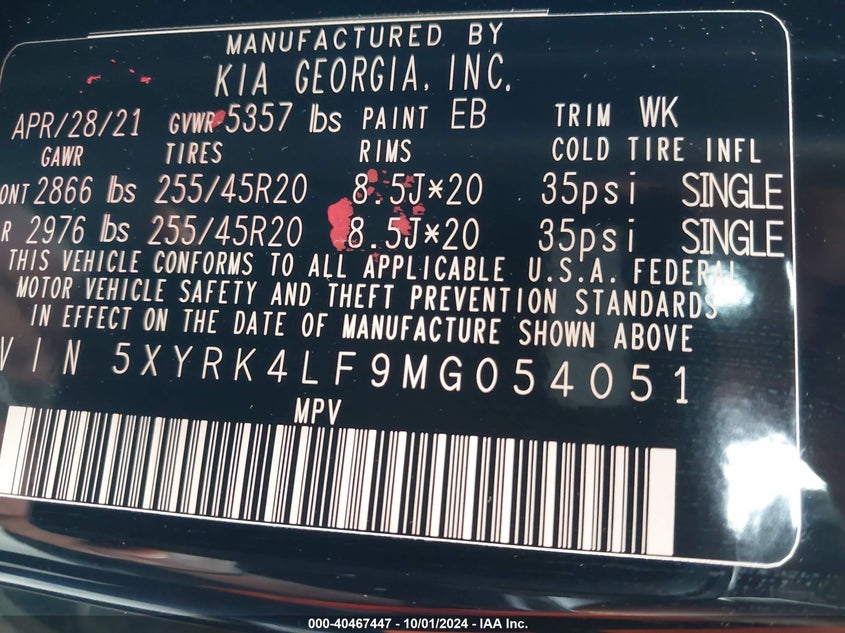 MANUFACTURED BY
KIA GEORGIA, INC.
APR/28/21 GVWR 5357 lbs PAINT EB TRIM WK
GAWR TIRES RIMS COLD TIRE INFL
ONT 2866 lbs 255/45R20 8.5J*20 35psi SINGLE
R 2976 lbs 255/45R20 8.5J*20 35psi SINGLE
THIS VEHICLE CONFORMS TO ALL APPLICABLE U.S.A. FEDERAL
MOTOR VEHICLE SAFETY AND THEFT PREVENTION STANDARDS
IN EFFECT ON THE DATE OF MANUFACTURE SHOWN ABOVE
VIN 5XYRK4LF9MG054051
MPV
000-40467447 - 10/01/2024 - IAA Inc.